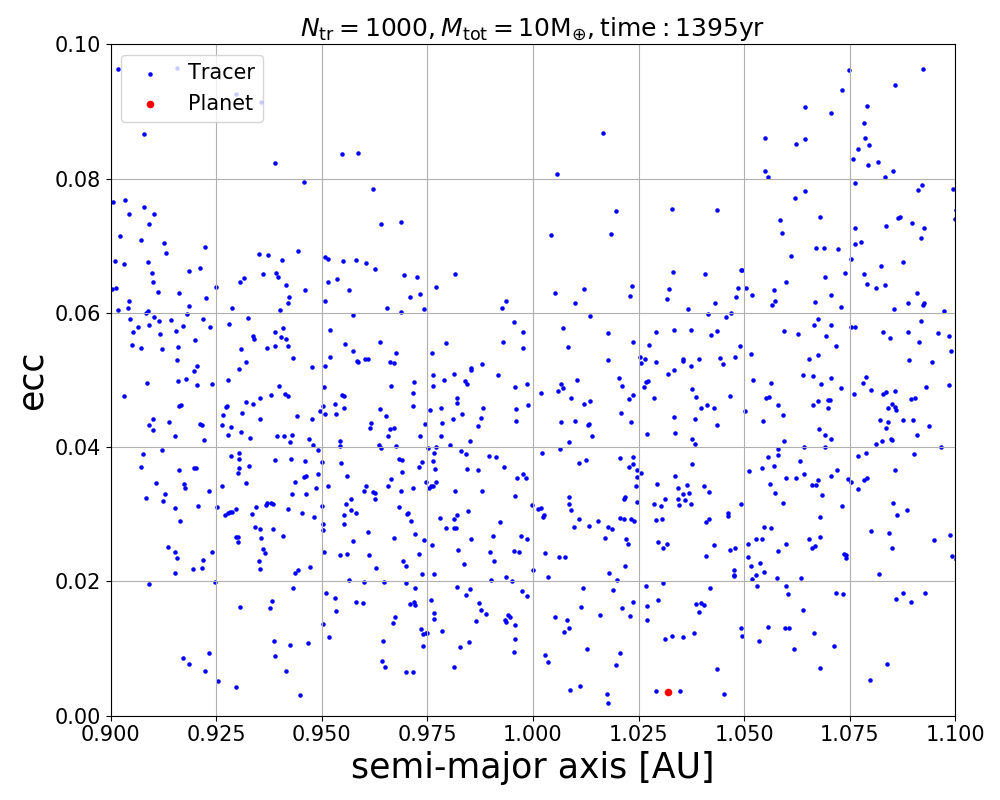 N_tr = 1000, M_tot = 10M_⊕, time : 1395yr
Tracer
Planet
0.10
0.08
0.06
0.04
0.02
0.00
ecc
0.900 0.925 0.950 0.975 1.000 1.025 1.050 1.075 1.100
semi-major axis [AU]